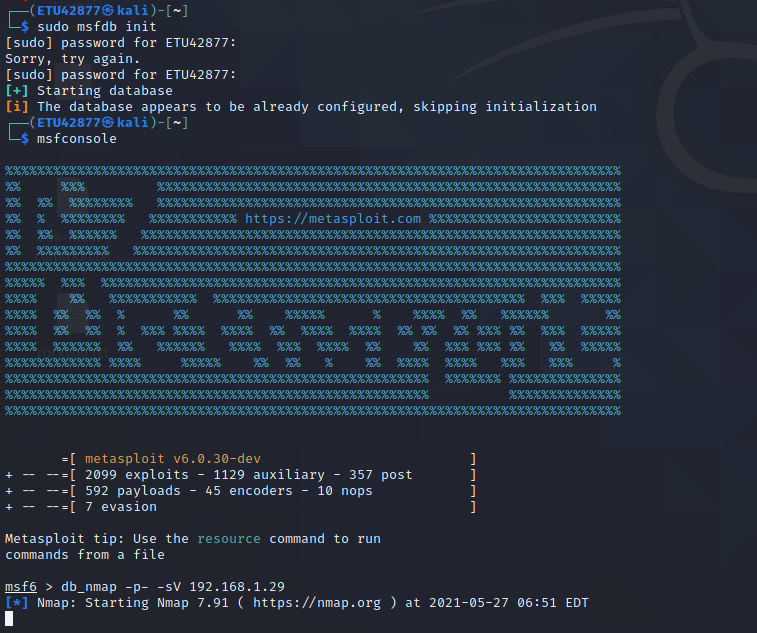 ┌──(ETU42877㉿kali)-[~]
└─$ sudo msfdb init
[sudo] password for ETU42877:
Sorry, try again.
[sudo] password for ETU42877:
[+] Starting database
[i] The database appears to be already configured, skipping initialization
┌──(ETU42877㉿kali)-[~]
└─$ msfconsole
https://metasploit.com
=[ metasploit v6.0.30-dev ]
+ -- --=[ 2099 exploits - 1129 auxiliary - 357 post ]
+ -- --=[ 592 payloads - 45 encoders - 10 nops ]
+ -- --=[ 7 evasion ]
Metasploit tip: Use the resource command to run
commands from a file
msf6 > db_nmap -p- -sV 192.168.1.29
[*] Nmap: Starting Nmap 7.91 ( https://nmap.org ) at 2021-05-27 06:51 EDT